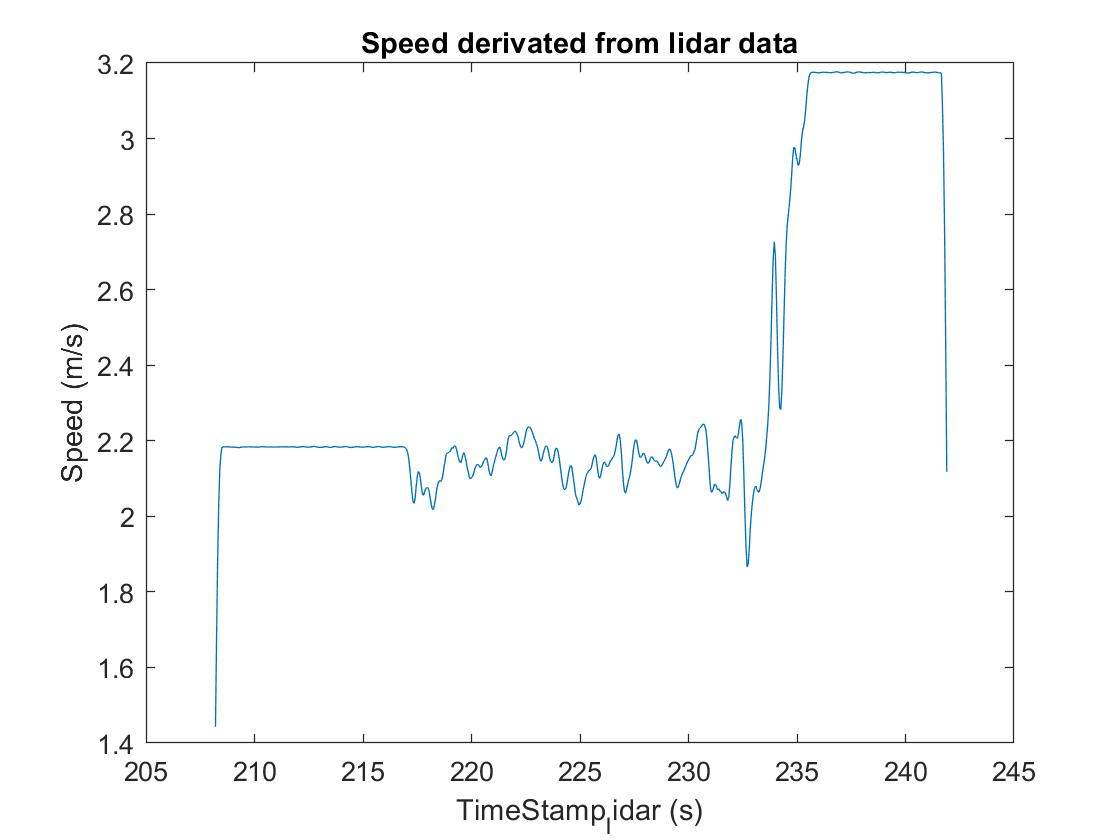 Speed derivated from lidar data
3.2
3
2.8
2.6
2.4
2.2
2
1.8
1.6
1.4
Speed (m/s)
205 210 215 220 225 230 235 240 245
TimeStamp_lidar (s)